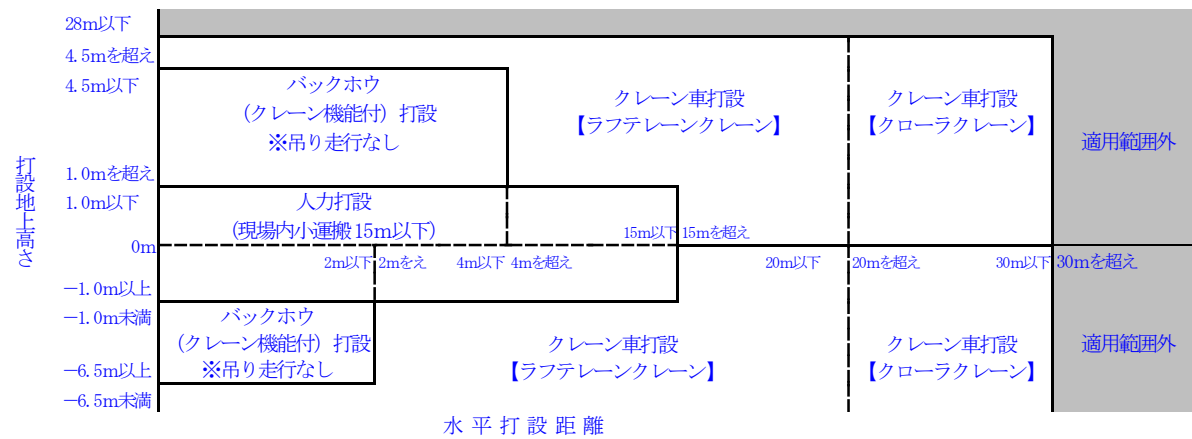 28m以下
4.5mを超え
4.5m以下
バックホウ
(クレーン機能付) 打設
※吊り走行なし
クレーン車打設
【ラフテレーンクレーン】
クレーン車打設
【クローラクレーン】
適用範囲外
打設地上高さ
1.0mを超え
1.0m以下
人力打設
(現場内小運搬15m以下)
0m
15m以下
15mを超え
2m以下
2mをえ
4m以下
4mを超え
20m以下
20mを超え
30m以下
30mを超え
－1.0m以上
－1.0m未満
バックホウ
(クレーン機能付) 打設
※吊り走行なし
クレーン車打設
【ラフテレーンクレーン】
クレーン車打設
【クローラクレーン】
適用範囲外
－6.5m以上
－6.5m未満
水平打設距離